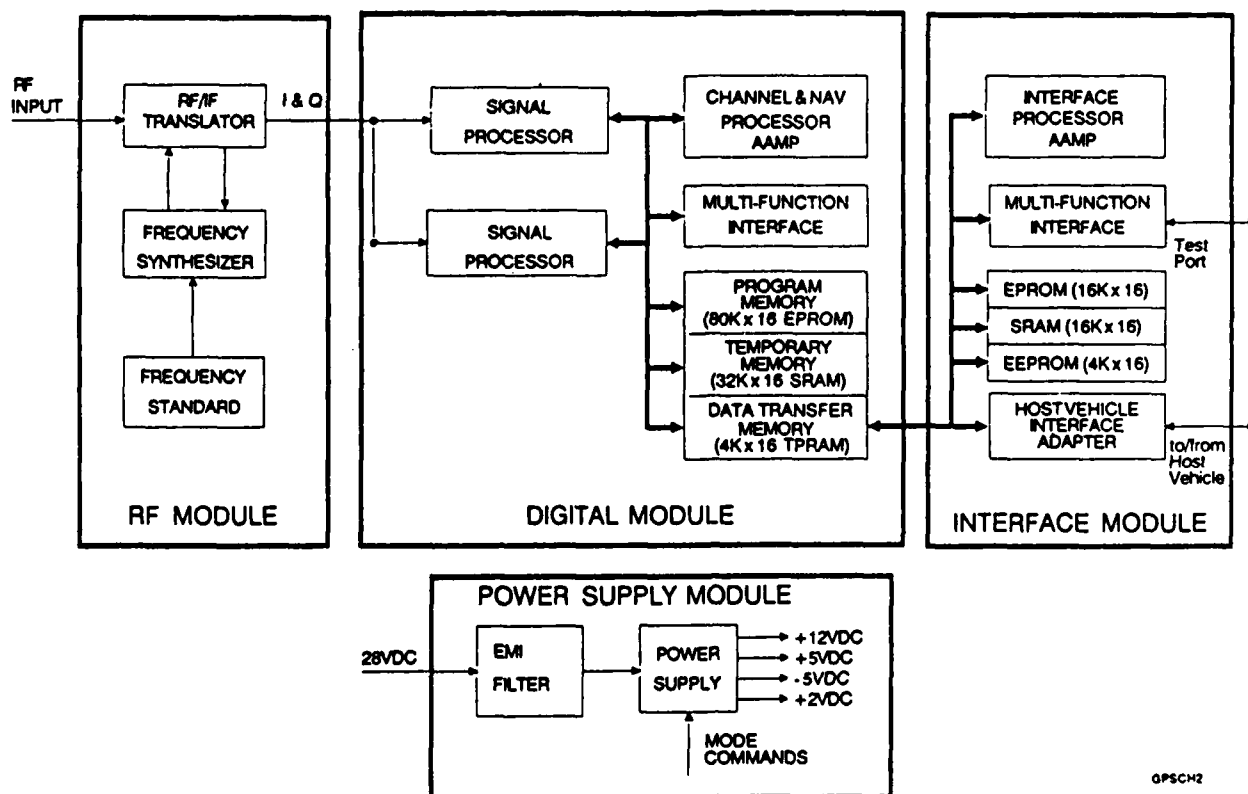 RF
INPUT
RF/IF
TRANSLATOR
I & Q
FREQUENCY
SYNTHESIZER
FREQUENCY
STANDARD
RF MODULE
SIGNAL
PROCESSOR
SIGNAL
PROCESSOR
CHANNEL & NAV
PROCESSOR
AAMP
MULTI-FUNCTION
INTERFACE
PROGRAM
MEMORY
(80K x 16 EPROM)
TEMPORARY
MEMORY
(32K x 16 SRAM)
DATA TRANSFER
MEMORY
(4K x 16 TPRAM)
DIGITAL MODULE
INTERFACE
PROCESSOR
AAMP
MULTI-FUNCTION
INTERFACE
Test
Port
EPROM (16K x 16)
SRAM (16K x 16)
EEPROM (4K x 16)
HOST VEHICLE
INTERFACE
ADAPTER
to/from
Host
Vehicle
INTERFACE MODULE
POWER SUPPLY MODULE
28VDC
EMI
FILTER
POWER
SUPPLY
+12VDC
+5VDC
-5VDC
+2VDC
MODE
COMMANDS
GPSCH2